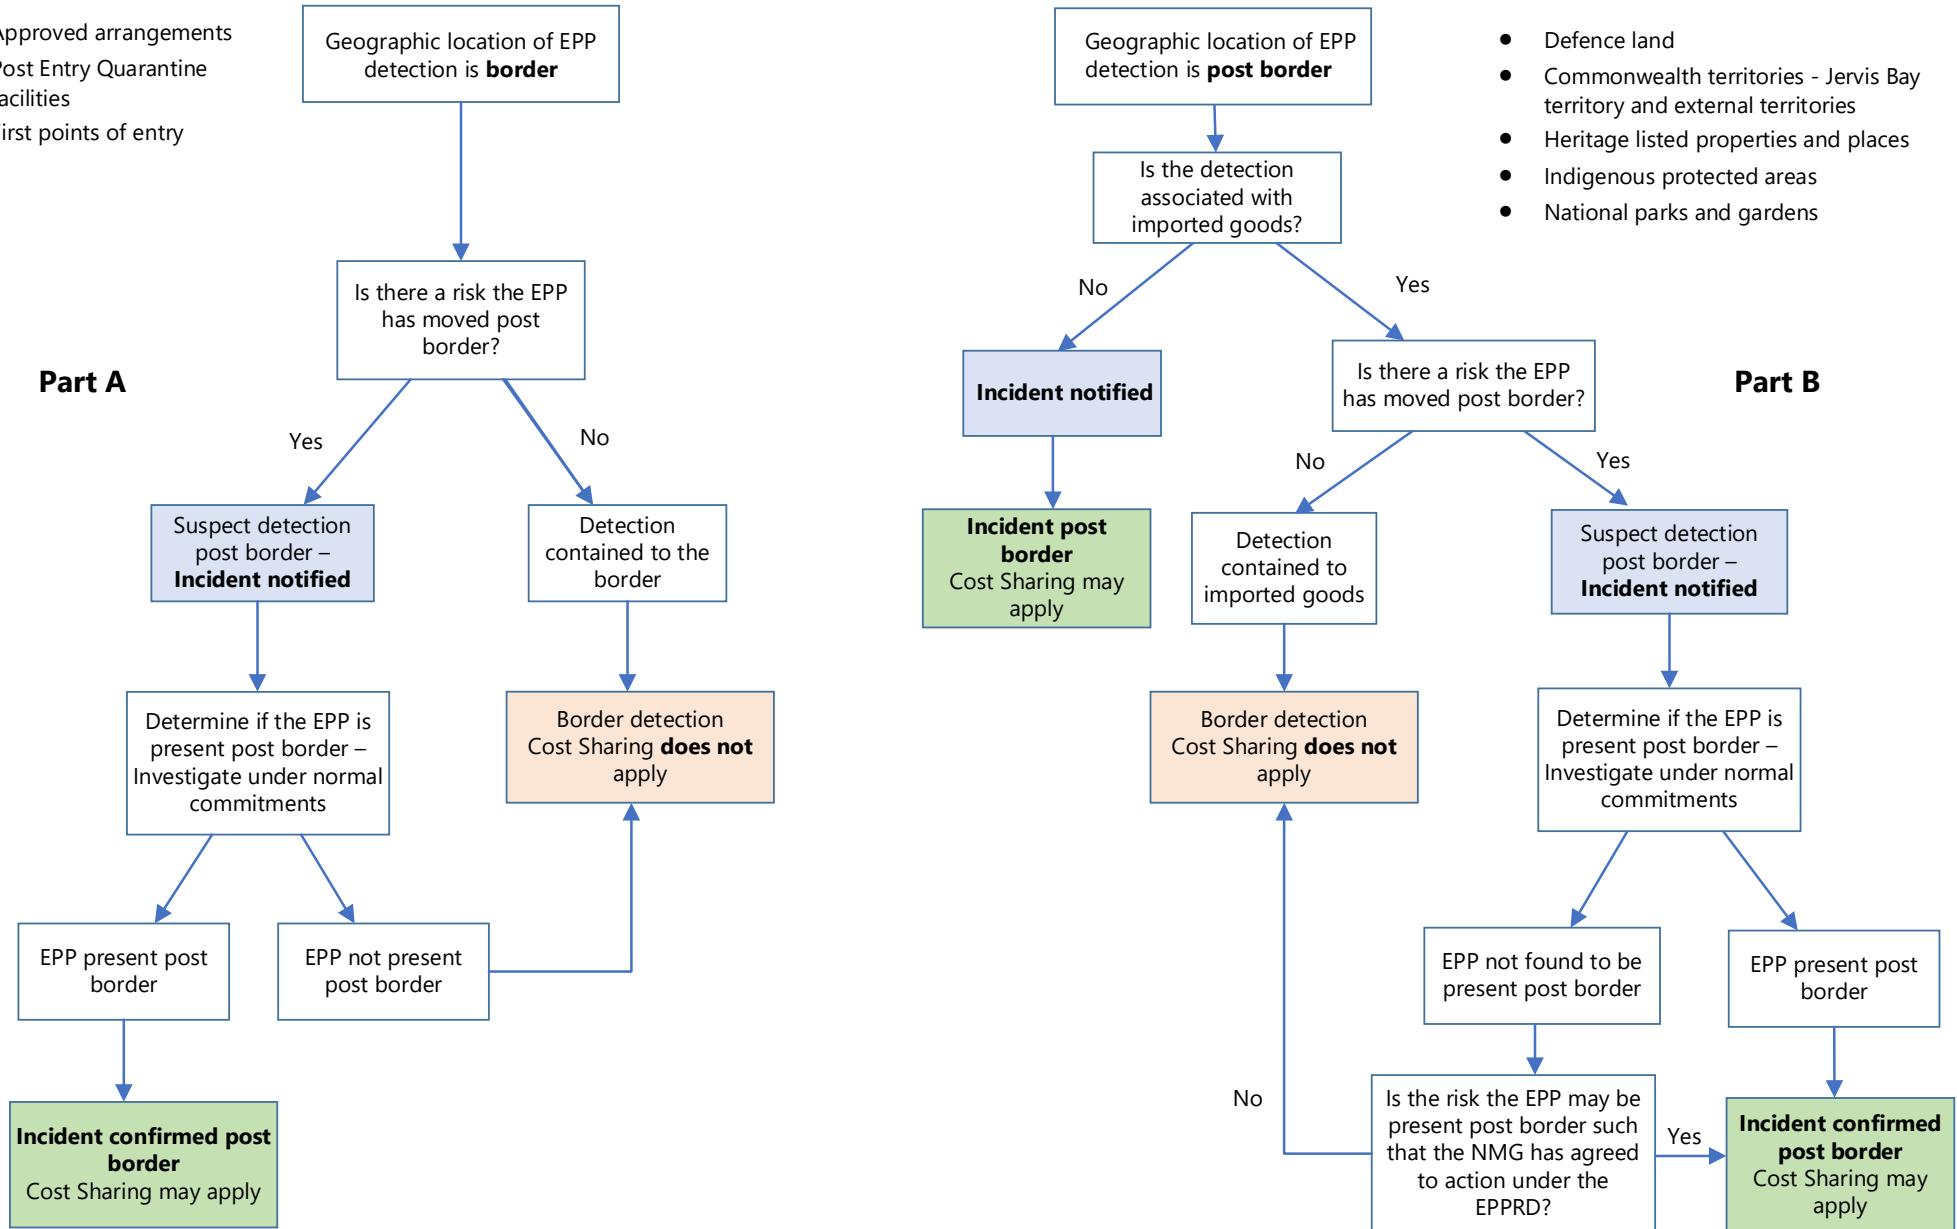 Approved arrangements
Post Entry Quarantine
facilities
First points of entry
Geographic location of EPP
detection is border
Is there a risk the EPP
has moved post
border?
Part A
Yes
No
Suspect detection
post border –
Incident notified
Detection
contained to the
border
Determine if the EPP is
present post border –
Investigate under normal
commitments
Border detection
Cost Sharing does not
apply
EPP present post
border
EPP not present
post border
Incident confirmed post
border
Cost Sharing may apply
Geographic location of EPP
detection is post border
• Defence land
• Commonwealth territories - Jervis Bay
territory and external territories
• Heritage listed properties and places
• Indigenous protected areas
• National parks and gardens
Is the detection
associated with
imported goods?
No
Yes
Incident notified
Is there a risk the EPP
has moved post border?
Part B
Incident post
border
Cost Sharing may
apply
No
Yes
Detection
contained to
imported goods
Suspect detection
post border –
Incident notified
Border detection
Cost Sharing does not
apply
Determine if the EPP is
present post border –
Investigate under normal
commitments
EPP not found to be
present post border
EPP present post
border
No
Is the risk the EPP may be
present post border such
that the NMG has agreed
to action under the
EPPRD?
Yes
Incident confirmed
post border
Cost Sharing may
apply